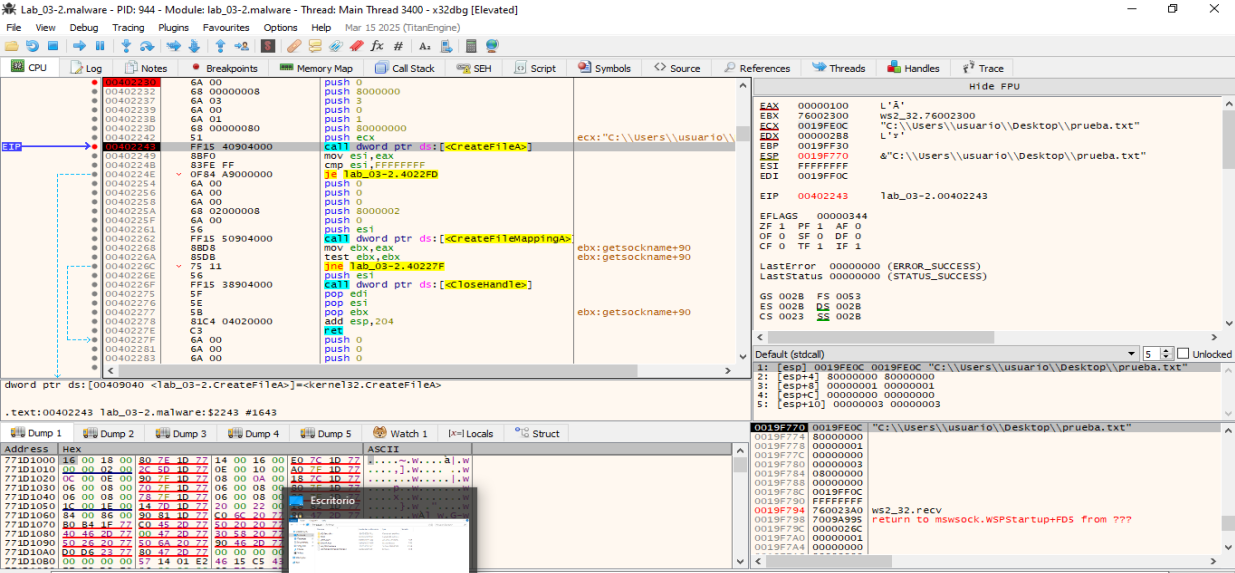 Lab_03-2.malware - PID: 944 - Module: lab_03-2.malware - Thread: Main Thread 3400 - x32dbg [Elevated]
File View Debug Tracing Plugins Favourites Options Help Mar 15 2025 (TitanEngine)
CPU Log Notes Breakpoints Memory Map Call Stack SEH Script Symbols Source References Threads Handles Trace
00402230 6A 00 push 0
00402232 68 00000008 push 8000000
00402237 6A 03 push 3
00402239 6A 00 push 0
0040223B 6A 01 push 1
0040223D 68 00000080 push 80000000
00402242 51 push ecx ecx:"C:\\Users\\usuario\\
EIP 00402243 FF15 40904000 call dword ptr ds:[<CreateFileA>]
00402249 8BF0 mov esi,eax
0040224B 83FE FF cmp esi,FFFFFFFF
0040224E 0F84 A9000000 je lab_03-2.4022FD
00402254 6A 00 push 0
00402256 6A 00 push 0
00402258 6A 00 push 0
0040225A 68 02000008 push 8000002
0040225F 6A 00 push 0
00402261 56 push esi
00402262 FF15 50904000 call dword ptr ds:[<CreateFileMappingA>]
00402268 8BD8 mov ebx,eax ebx:getsockname+90
0040226A 85DB test ebx,ebx ebx:getsockname+90
0040226C 75 11 jne lab_03-2.40227F
0040226E 56 push esi
0040226F FF15 38904000 call dword ptr ds:[<CloseHandle>]
00402275 5F pop edi
00402276 5E pop esi
00402277 5B pop ebx ebx:getsockname+90
00402278 81C4 04020000 add esp,204
0040227E C3 ret
0040227F 6A 00 push 0
00402281 6A 00 push 0
00402283 6A 00 push 0
dword ptr ds:[00409040 <lab_03-2.CreateFileA>]=<kernel32.CreateFileA>
.text:00402243 lab_03-2.malware:$2243 #1643
Hide FPU
EAX 00000100 L'Ā'
EBX 76002300 ws2_32.76002300
ECX 0019FE0C "C:\\Users\\usuario\\Desktop\\prueba.txt"
EDX 000002B8
EBP 0019FF30
ESP 0019F770 &"C:\\Users\\usuario\\Desktop\\prueba.txt"
ESI FFFFFFFF
EDI 0019FF0C
EIP 00402243 lab_03-2.00402243
EFLAGS 00000344
ZF 1 PF 1 AF 0
OF 0 SF 0 DF 0
CF 0 TF 1 IF 1
LastError 00000000 (ERROR_SUCCESS)
LastStatus 00000000 (STATUS_SUCCESS)
GS 002B FS 0053
ES 002B DS 002B
CS 0023 SS 002B
Default (stdcall) 5 Unlocked
1: [esp] 0019FE0C 0019FE0C "C:\\Users\\usuario\\Desktop\\prueba.txt"
2: [esp+4] 80000000 80000000
3: [esp+8] 00000001 00000001
4: [esp+C] 00000000 00000000
5: [esp+10] 00000003 00000003
Dump 1 Dump 2 Dump 3 Dump 4 Dump 5 Watch 1 Locals Struct
Address Hex ASCII
771D1000 16 00 18 00 80 7E 1D 77 14 00 16 00 E0 7C 1D 77
771D1010 00 00 02 00 2C 5D 1D 77 0E 00 10 00 A0 7F 1D 77
771D1020 0C 00 0E 00 90 7F 1D 77 08 00 0A 00 18 7C 1D 77
771D1030 06 00 08 00 70 7F 1D 77 06 00 08 00
771D1040 06 00 08 00 78 7F 1D 77 06 00 08 00
771D1050 1C 00 1E 00 14 7D 1D 77 20 00 22 00
771D1060 84 00 86 00 90 81 1D 77 C0 6C 20 77
771D1070 B0 B4 1F 77 C0 45 2D 77 50 20 20 77
771D1080 40 46 2D 77 00 47 2D 77 30 58 20 77
771D1090 50 26 20 77 50 6A 20 77 90 46 2D 77
771D10A0 D0 D6 23 77 80 47 2D 77 00 00 00 00
771D10B0 00 00 00 00 57 14 01 E2 46 15 C5 43
Escritorio
0019F770 0019FE0C "C:\\Users\\usuario\\Desktop\\prueba.txt"
0019F774 80000000
0019F778 00000001
0019F77C 00000000
0019F780 00000003
0019F784 08000000
0019F788 00000000
0019F78C 0019FF0C
0019F790 FFFFFFFF
0019F794 760023A0 ws2_32.recv
0019F798 7009A995 return to mswsock.WSPStartup+FD5 from ???
0019F79C 0000026C
0019F7A0 00000001
0019F7A4 00000000